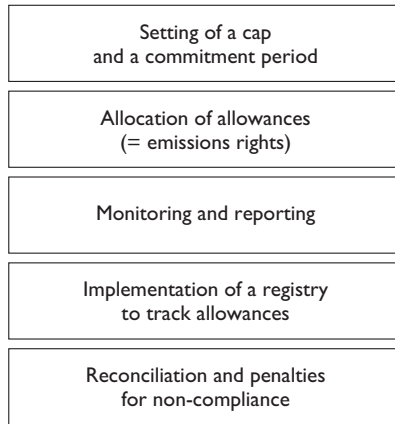 Setting of a cap
and a commitment period
Allocation of allowances
(= emissions rights)
Monitoring and reporting
Implementation of a registry
to track allowances
Reconciliation and penalties
for non-compliance